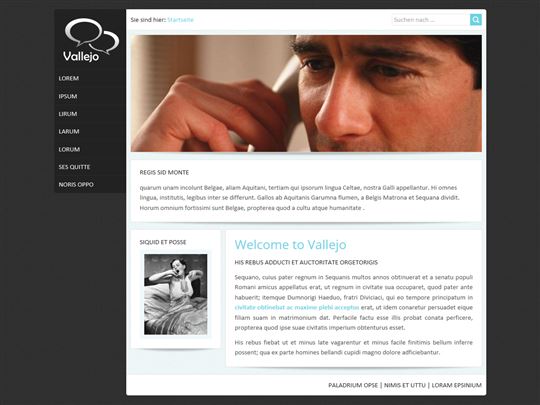 Vallejo
LOREM
IPSUM
LIRUM
LARUM
LORUM
SES QUITTE
NORIS OPPO
Sie sind hier: Startseite
Suchen nach ...
REGIS SID MONTE
quarum unam incolunt Belgae, aliam Aquitani, tertiam qui ipsorum lingua Celtae, nostra Galli appellantur. Hi omnes
lingua, institutis, legibus inter se differunt. Gallos ab Aquitanis Garumna flumen, a Belgis Matrona et Sequana dividit.
Horum omnium fortissimi sunt Belgae, propterea quod a cultu atque humanitate .
SIQUID ET POSSE
Welcome to Vallejo
HIS REBUS ADDUCTI ET AUCTORITATE ORGETORIGIS
Sequano, cuius pater regnum in Sequanis multos annos obtinuerat et a senatu populi
Romani amicus appellatus erat, ut regnum in civitate sua occuparet, quod pater ante
habuerit; itemque Dumnorigi Haeduo, fratri Diviciaci, qui eo tempore principatum in
civitate obtinebat ac maxime plebi acceptus erat, ut idem conaretur persuadet eique
filiam suam in matrimonium dat. Perfacile factu esse illis probat conata perficere,
propterea quod ipse suae civitatis imperium obtenturus esset.
His rebus fiebat ut et minus late vagarentur et minus facile finitimis bellum inferre
possent; qua ex parte homines bellandi cupidi magno dolore adficiebantur.
PALADRIUM OPSE | NIMIS ET UTTU | LORAM EPSINIUM